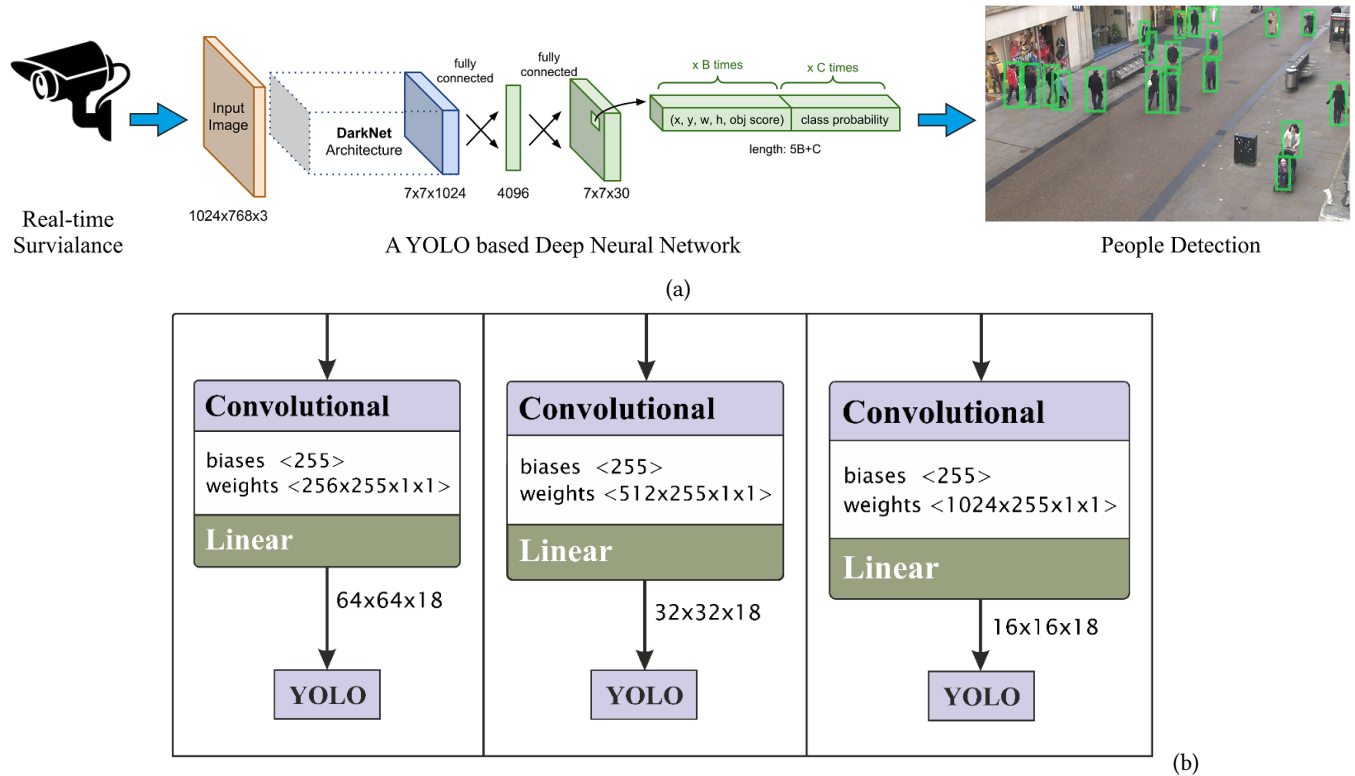 Real-time
Survialance
Input
Image
1024x768x3
DarkNet
Architecture
7x7x1024
fully
connected
4096
fully
connected
7x7x30
x B times
x C times
(x, y, w, h, obj score)
class probability
length: 5B+C
A YOLO based Deep Neural Network
People Detection
(a)
Convolutional
biases <255>
weights <256x255x1x1>
Linear
64x64x18
YOLO
Convolutional
biases <255>
weights <512x255x1x1>
Linear
32x32x18
YOLO
Convolutional
biases <255>
weights <1024x255x1x1>
Linear
16x16x18
YOLO
(b)